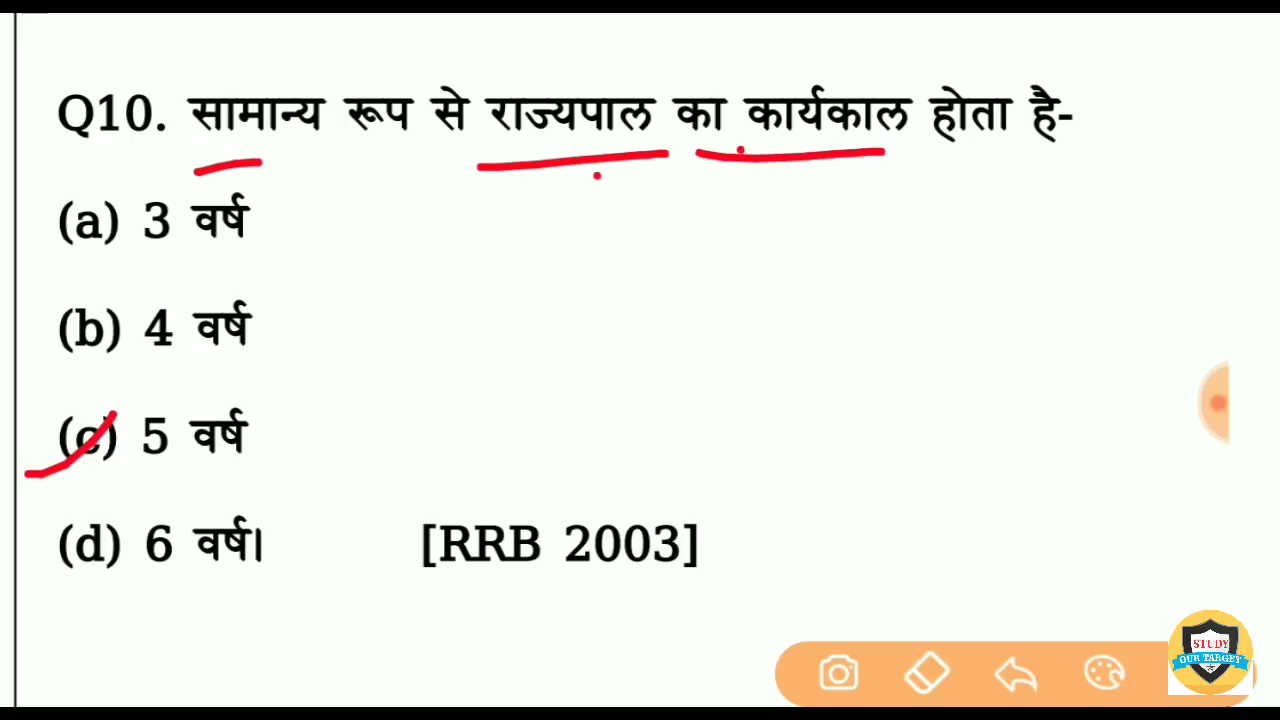 Q10. सामान्य रूप से राज्यपाल का कार्यकाल होता है-
(a) 3 वर्ष
(b) 4 वर्ष
(c) 5 वर्ष
(d) 6 वर्ष। [RRB 2003]
STUDY
OUR TARGET